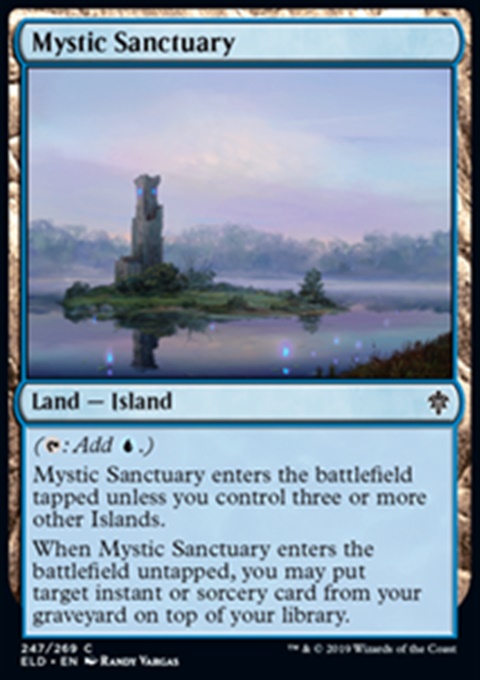 Mystic Sanctuary
Land — Island
(: Add .)
Mystic Sanctuary enters the battlefield
tapped unless you control three or more
other Islands.
When Mystic Sanctuary enters the
battlefield untapped, you may put
target instant or sorcery card from your
graveyard on top of your library.
247/269 C
ELD • EN Randy Vargas
™ & © 2019 Wizards of the Coast